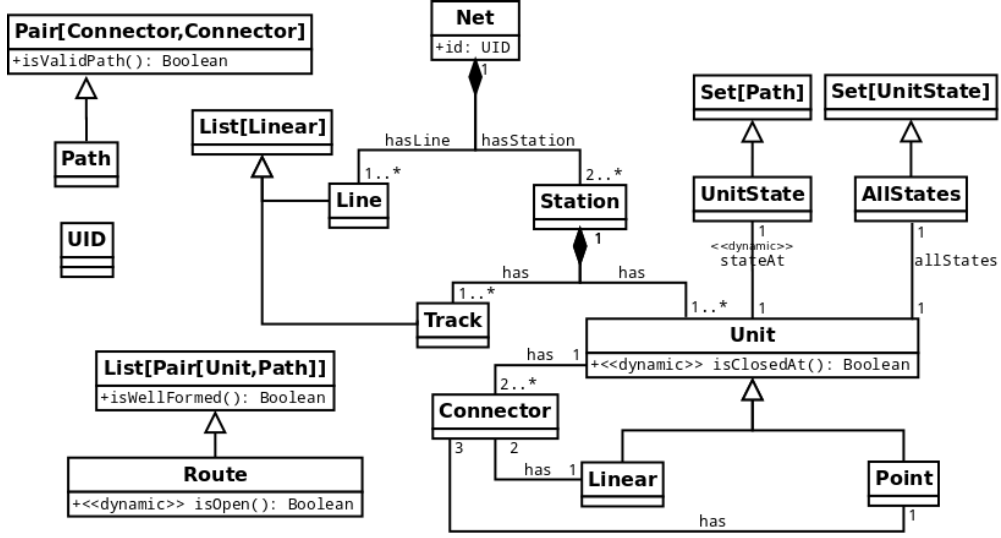 Net
+id: UID
Pair[Connector,Connector]
+isValidPath(): Boolean
1
Set[Path]
Set[UnitState]
List[Linear]
hasLine
hasStation
Path
1..*
2..*
Line
Station
UnitState
AllStates
UID
1
1
1
<<dynamic>>
stateAt
allStates
has
has
1..*
1..*
1
1
Track
Unit
+<<dynamic>> isClosedAt(): Boolean
List[Pair[Unit,Path]]
+isWellFormed(): Boolean
has
1
2..*
Connector
3
2
has
1
Linear
Point
1
has
Route
+<<dynamic>> isOpen(): Boolean